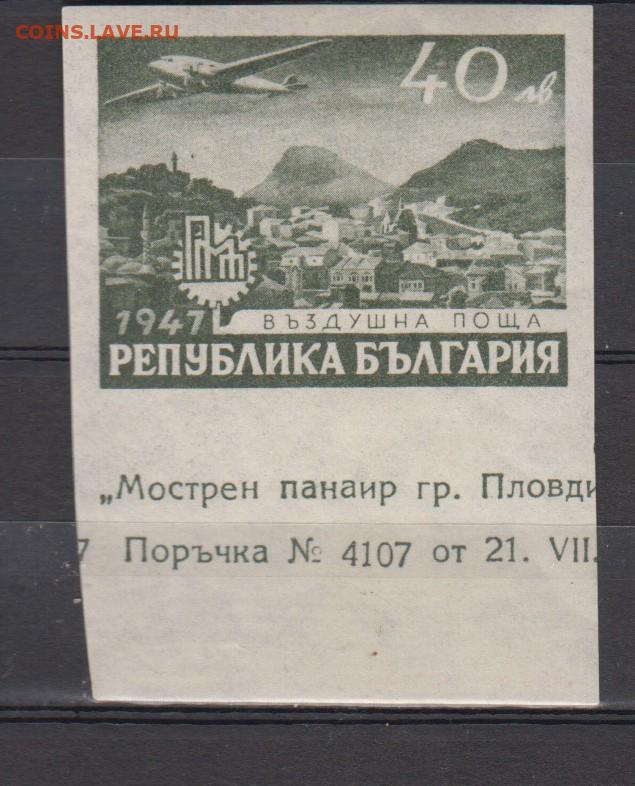 COINS.LAVE.RU
40 лв
1947 ВЪЗДУШНА ПОЩА
РЕПУБЛИКА БЪЛГАРИЯ
„Мострен панаир гр. Пловди
7 Поръчка № 4107 от 21. VII.